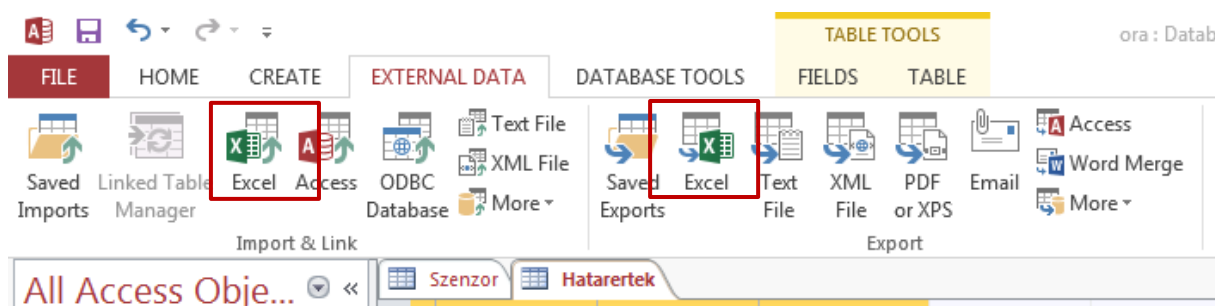 ora : Datab
TABLE TOOLS
FILE HOME CREATE EXTERNAL DATA DATABASE TOOLS FIELDS TABLE
Saved Imports
Linked Table Manager
Excel
Access
ODBC Database
Text File
XML File
More
Import & Link
Saved Exports
Excel
Text File
XML File
PDF or XPS
Email
Access
Word Merge
More
Export
All Access Obje... «
Szenzor
Hatarertek